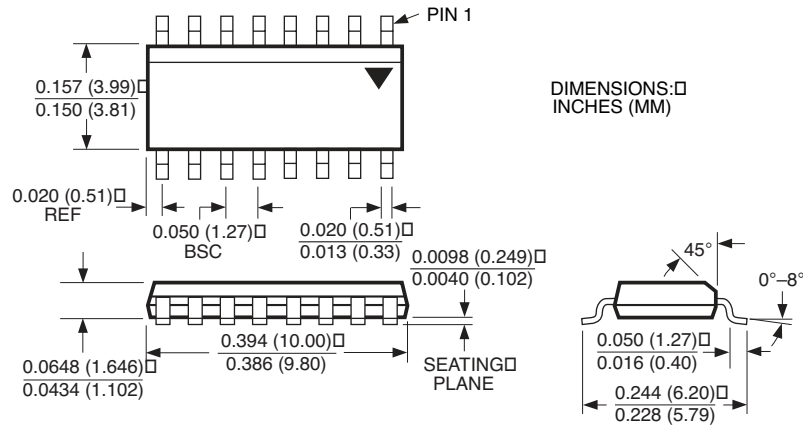 PIN 1
0.157 (3.99)□
0.150 (3.81)
DIMENSIONS:□
INCHES (MM)
0.020 (0.51)□
REF
0.050 (1.27)□
BSC
0.020 (0.51)□
0.013 (0.33)
0.0098 (0.249)□
0.0040 (0.102)
45°
0°–8°
0.0648 (1.646)□
0.0434 (1.102)
0.394 (10.00)□
0.386 (9.80)
SEATING□
PLANE
0.050 (1.27)□
0.016 (0.40)
0.244 (6.20)□
0.228 (5.79)